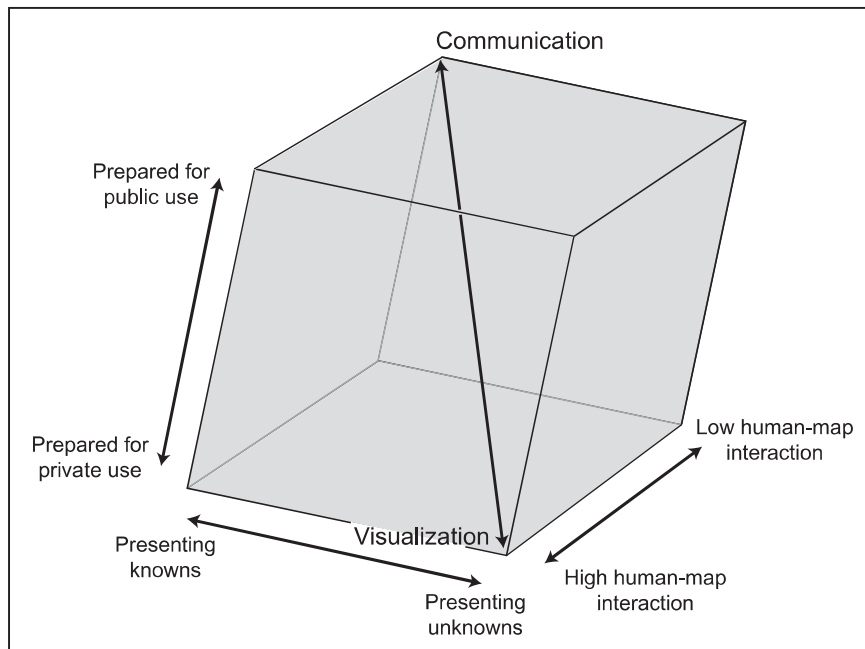 Communication
Prepared for
public use
Prepared for
private use
Low human-map
interaction
Visualization
Presenting
knowns
High human-map
interaction
Presenting
unknowns